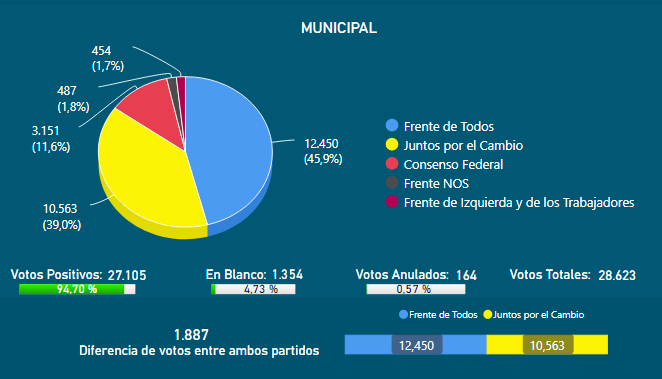 MUNICIPAL
454
(1,7%)
487
(1,8%)
3.151
(11,6%)
10.563
(39,0%)
12.450
(45,9%)
Frente de Todos
Juntos por el Cambio
Consenso Federal
Frente NOS
Frente de Izquierda y de los Trabajadores
Votos Positivos: 27.105
94,70 %
En Blanco: 1.354
4,73 %
Votos Anulados: 164
0,57 %
Votos Totales: 28.623
1.887
Diferencia de votos entre ambos partidos
Frente de Todos Juntos por el Cambio
12,450 10,563